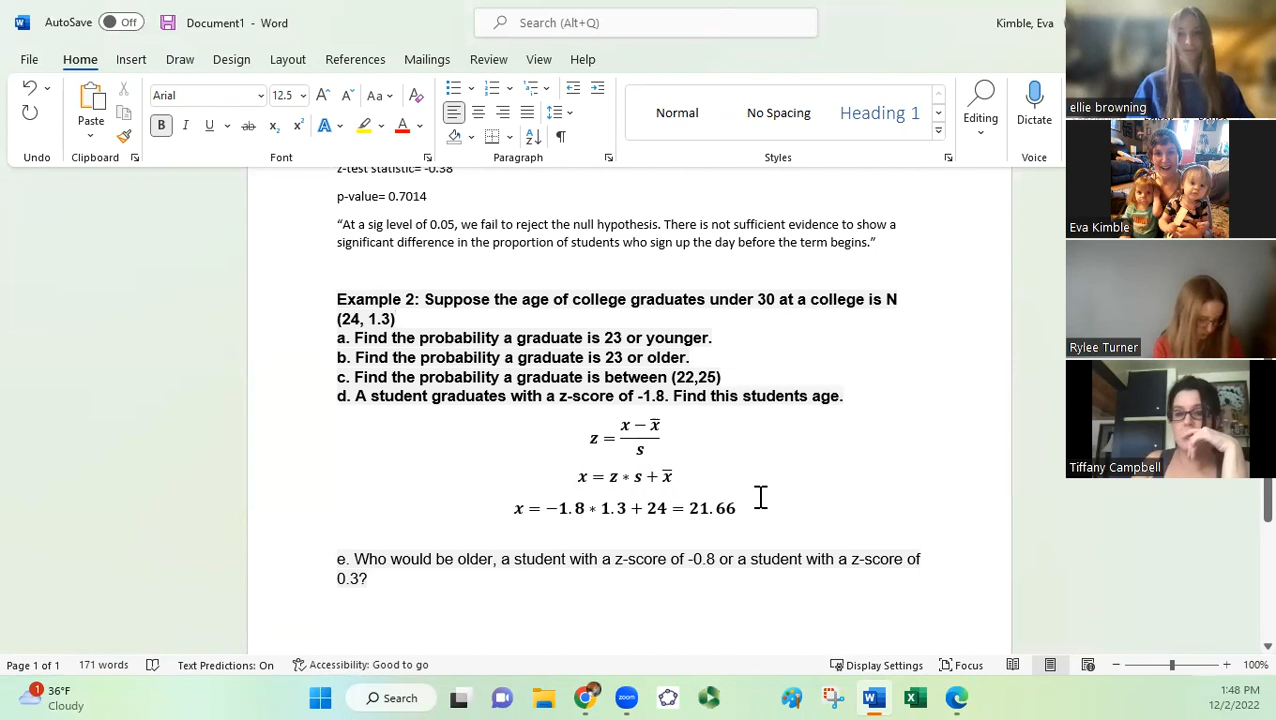 AutoSave Off Document1 - Word Search (Alt+Q) Kimble, Eva
File Home Insert Draw Design Layout References Mailings Review View Help
Arial 12.5 Aa
Paste
B I U ab x A A
Normal No Spacing Heading 1
Editing Dictate
Undo Clipboard Font Paragraph Styles Voice
z-test statistic= -0.38
p-value= 0.7014
“At a sig level of 0.05, we fail to reject the null hypothesis. There is not sufficient evidence to show a
significant difference in the proportion of students who sign up the day before the term begins.”
Example 2: Suppose the age of college graduates under 30 at a college is N
(24, 1.3)
a. Find the probability a graduate is 23 or younger.
b. Find the probability a graduate is 23 or older.
c. Find the probability a graduate is between (22,25)
d. A student graduates with a z-score of -1.8. Find this students age.
z = (x − x̅)/s
x = z ∗ s + x̅
x = −1.8 ∗ 1.3 + 24 = 21.66
e. Who would be older, a student with a z-score of -0.8 or a student with a z-score of
0.3?
ellie browning
Eva Kimble
Rylee Turner
Tiffany Campbell
Page 1 of 1 171 words Text Predictions: On Accessibility: Good to go Display Settings Focus 100%
1 36°F
Cloudy
Search
zoom
1:48 PM
12/2/2022